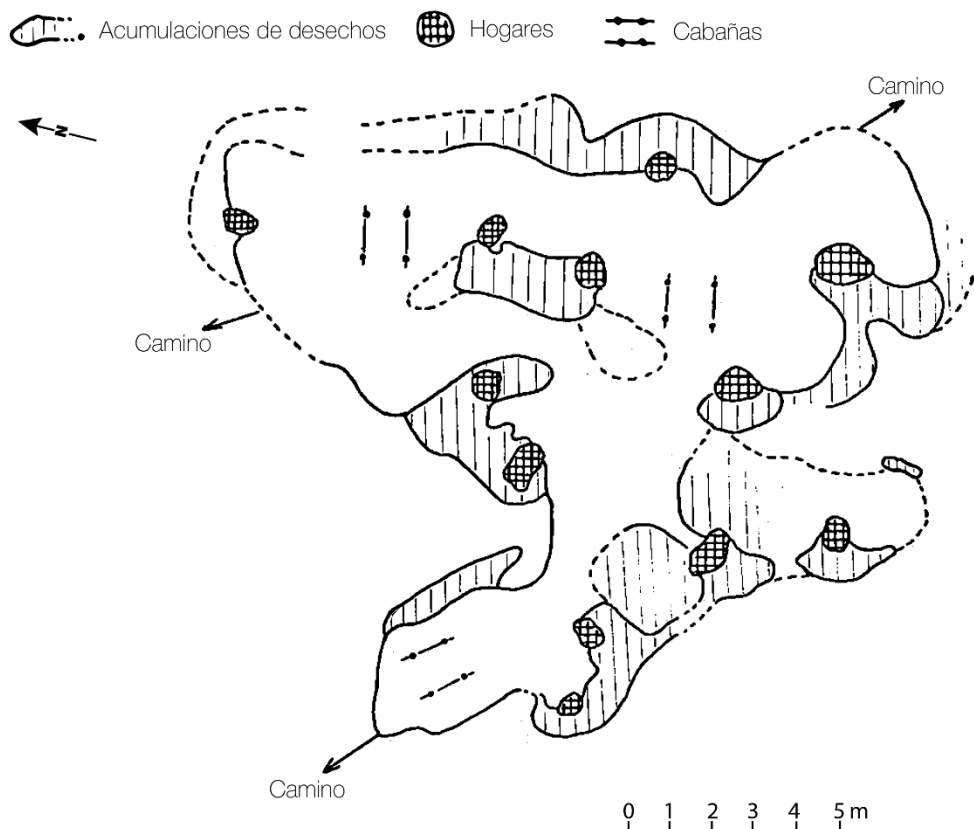 Acumulaciones de desechos Hogares Cabañas
Camino
N
Camino
Camino
0 1 2 3 4 5 m